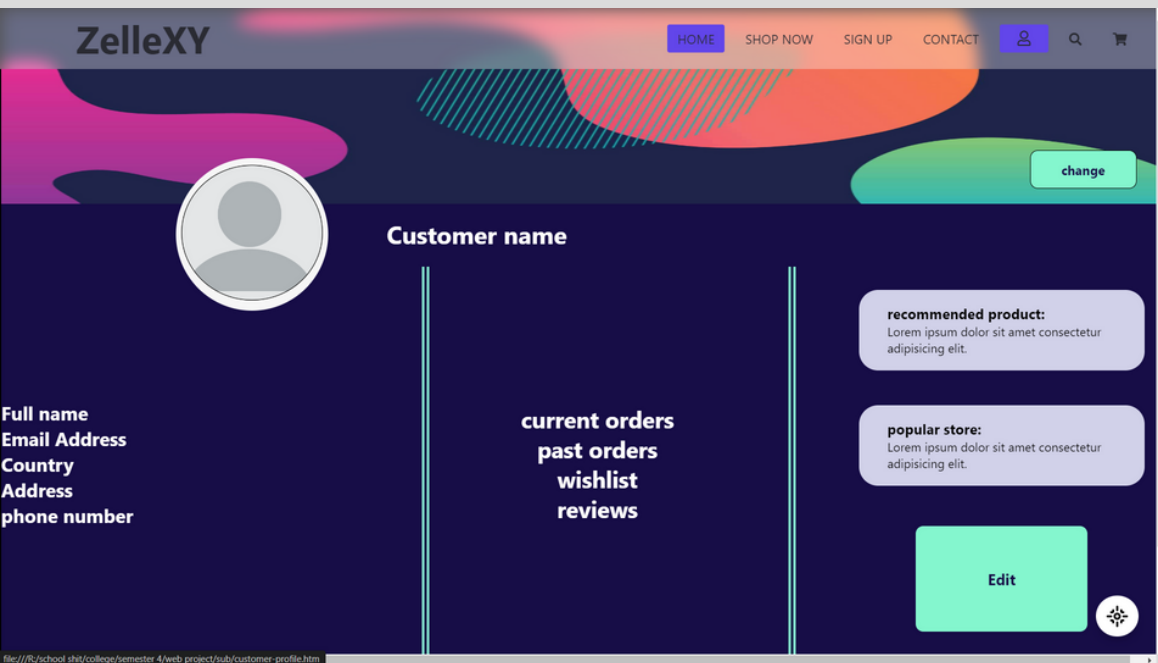 ZelleXY
HOME
SHOP NOW
SIGN UP
CONTACT
change
Customer name
Full name
Email Address
Country
Address
phone number
current orders
past orders
wishlist
reviews
recommended product:
Lorem ipsum dolor sit amet consectetur
adipisicing elit.
popular store:
Lorem ipsum dolor sit amet consectetur
adipisicing elit.
Edit
file:///R:/school shit/college/semester 4/web project/sub/customer-profile.htm